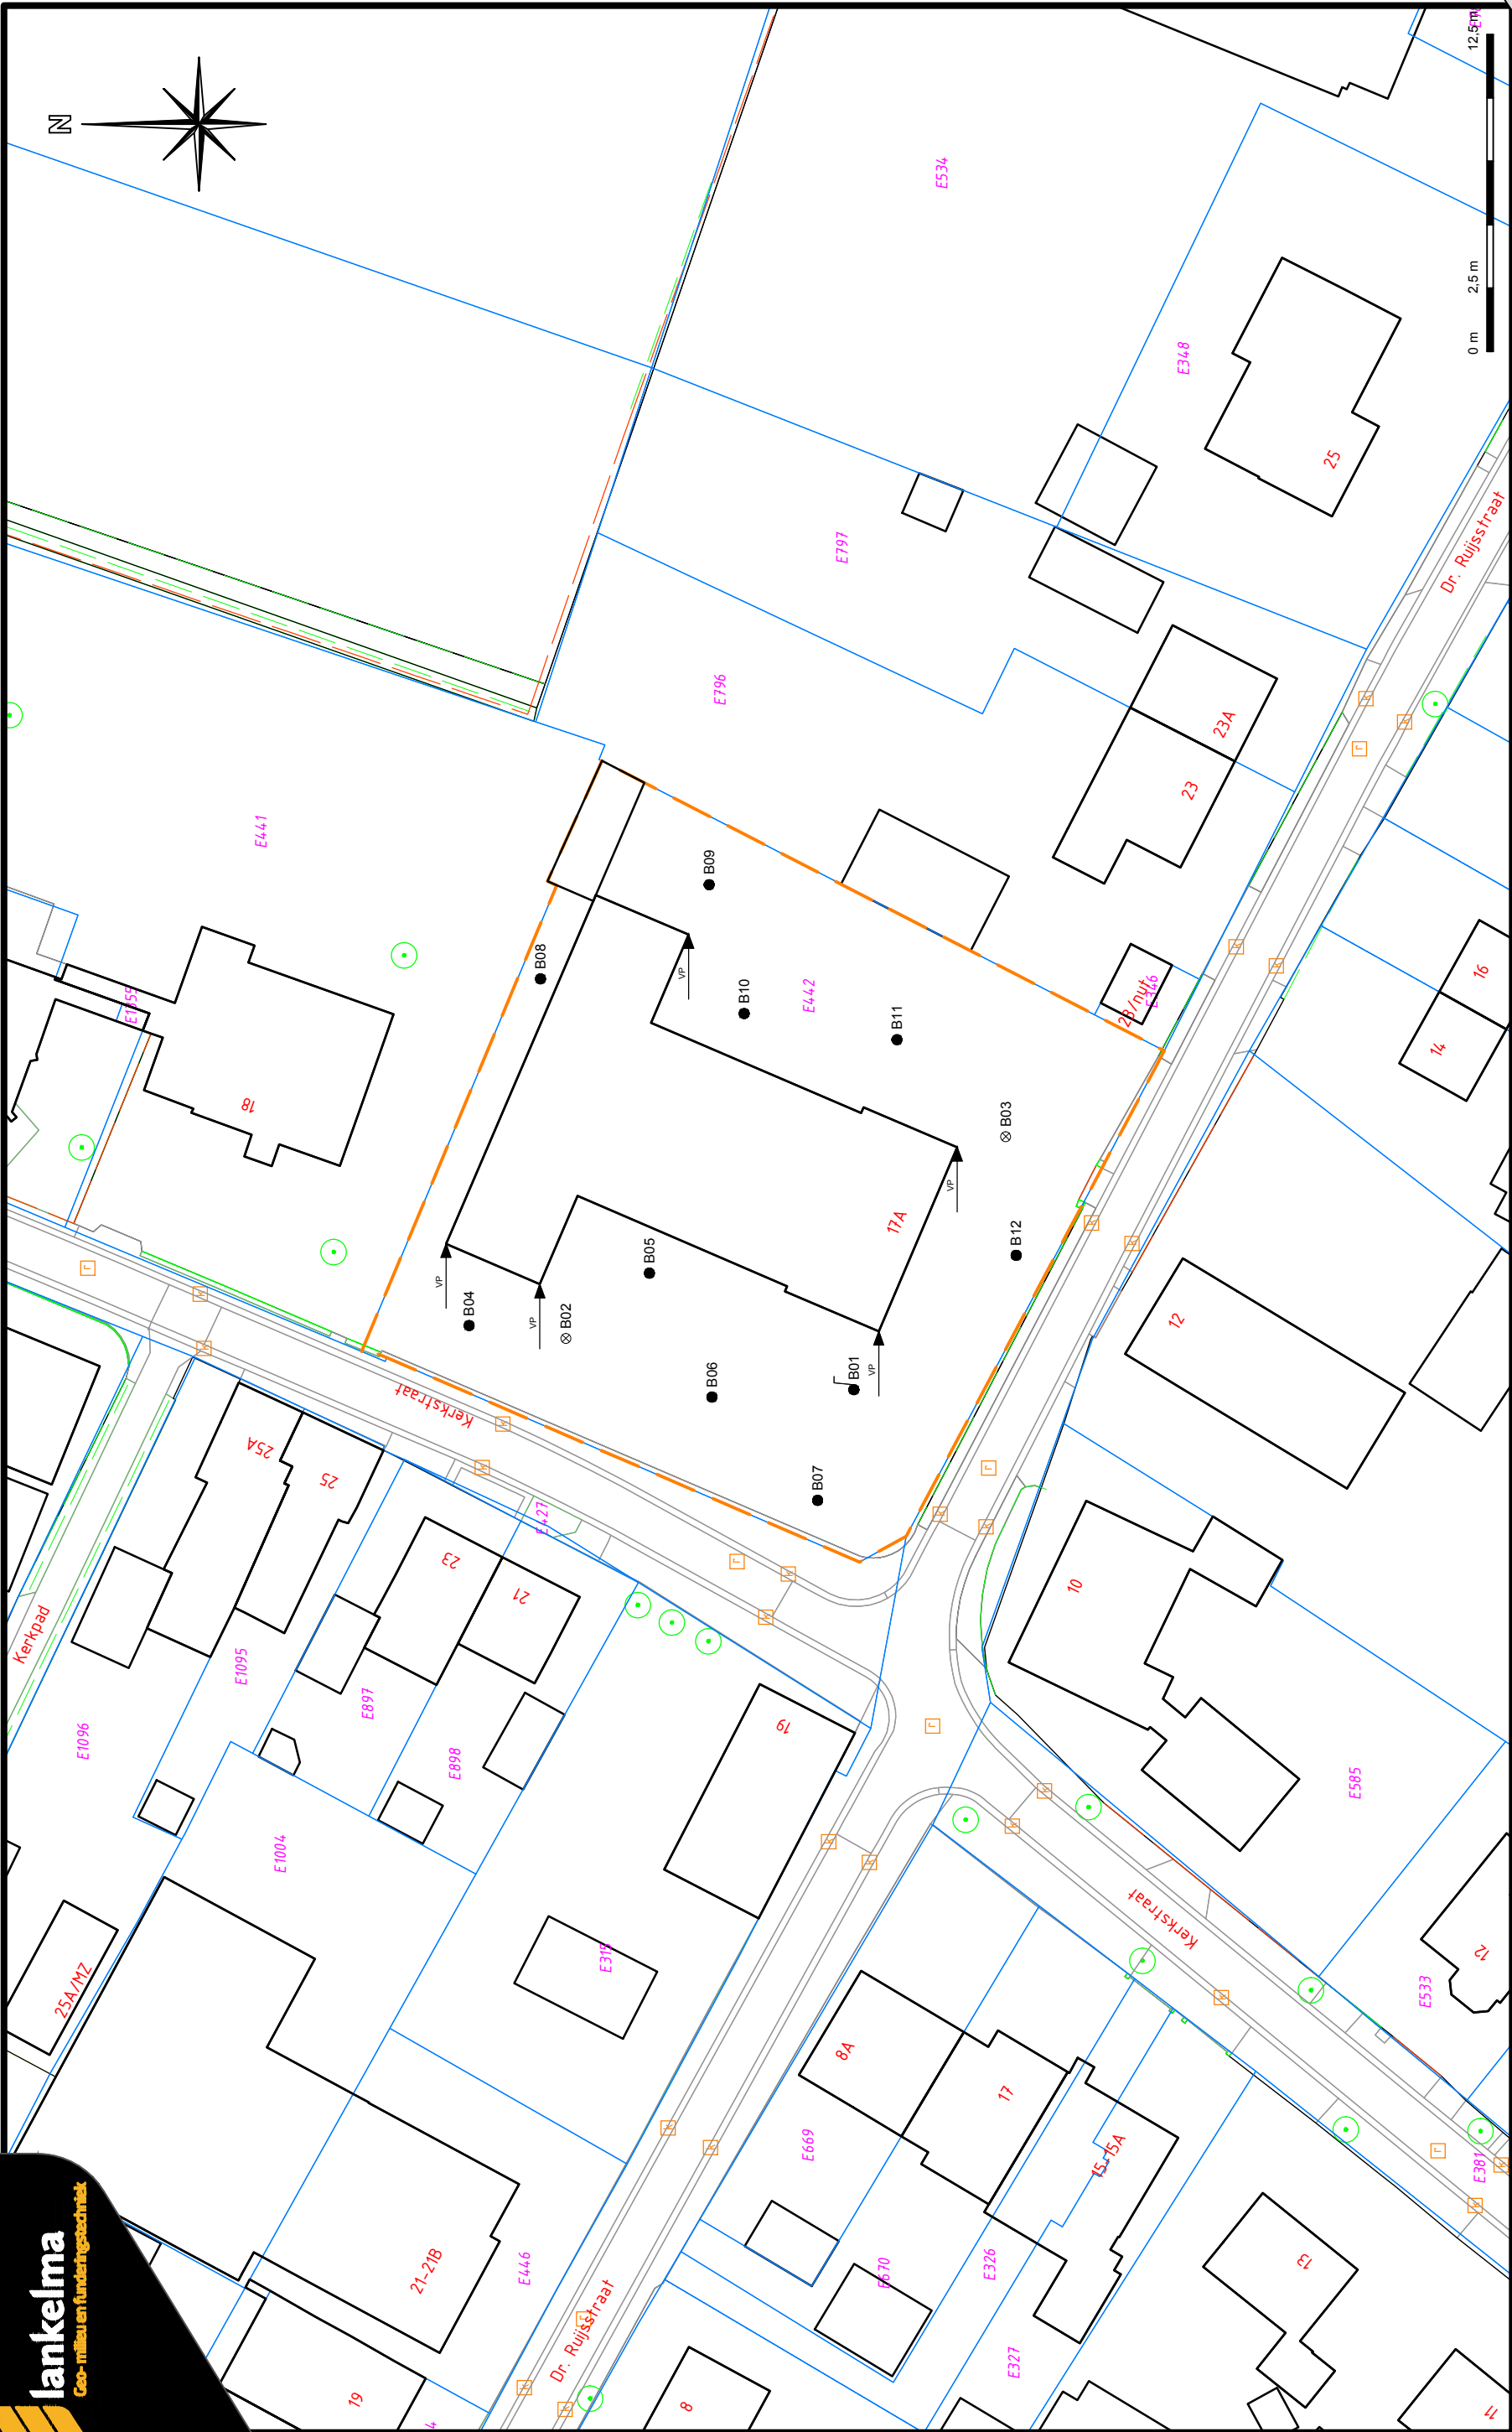 N
12,5 m
2,5 m
0 m
E534
E348
25
Dr. Ruijsstraat
E797
E796
23A
23
E441
B09
B08
VP
B10
E442
B11
23/nut
E346
16
14
18
B03
17A
VP
B12
B05
VP
B04
VP
B02
B01
VP
B06
B07
12
Kerkstraat
25A
25
E427
23
21
10
Kerkpad
E1095
E897
E898
E1096
19
E1004
E585
Kerkstraat
12
E533
25A/MZ
8A
17
15-15A
E669
E381
E670
E326
E327
13
11
21-21B
E446
Dr. Ruijsstraat
19
8
lankelma
Geo- milieu en funderingstechniek